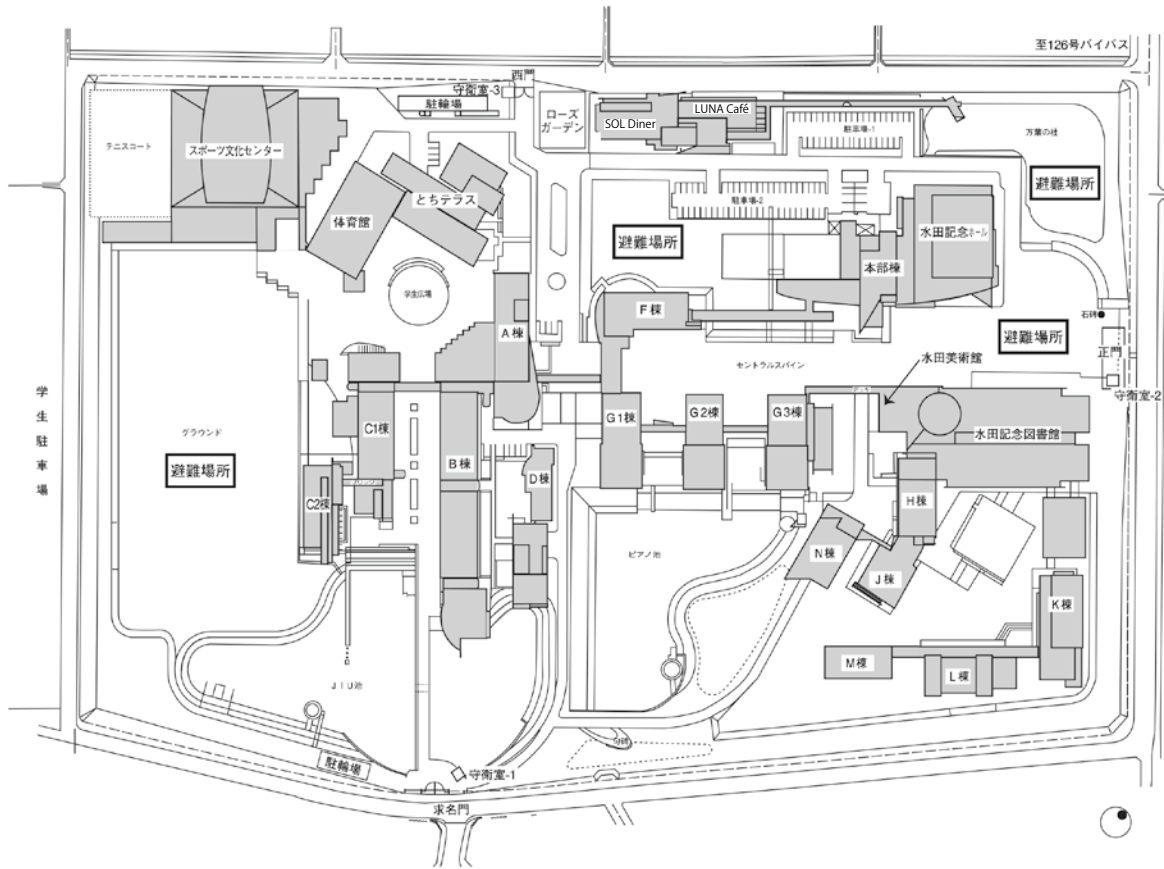 至126号バイパス
西門
守衛室-3
駐輪場
ローズ
ガーデン
SOL Diner
LUNA Café
駐車場-1
万葉の杜
避難場所
テニスコート
スポーツ文化センター
とちテラス
体育館
駐車場-2
避難場所
水田記念ホール
本部棟
学生広場
A棟
F棟
石碑
避難場所
正門
セントラルスパイン
水田美術館
守衛室-2
学生駐車場
グラウンド
避難場所
C1棟
B棟
C2棟
D棟
G1棟
G2棟
G3棟
水田記念図書館
H棟
N棟
J棟
ピアノ池
K棟
M棟
L棟
JIU池
駐輪場
守衛室-1
求名門